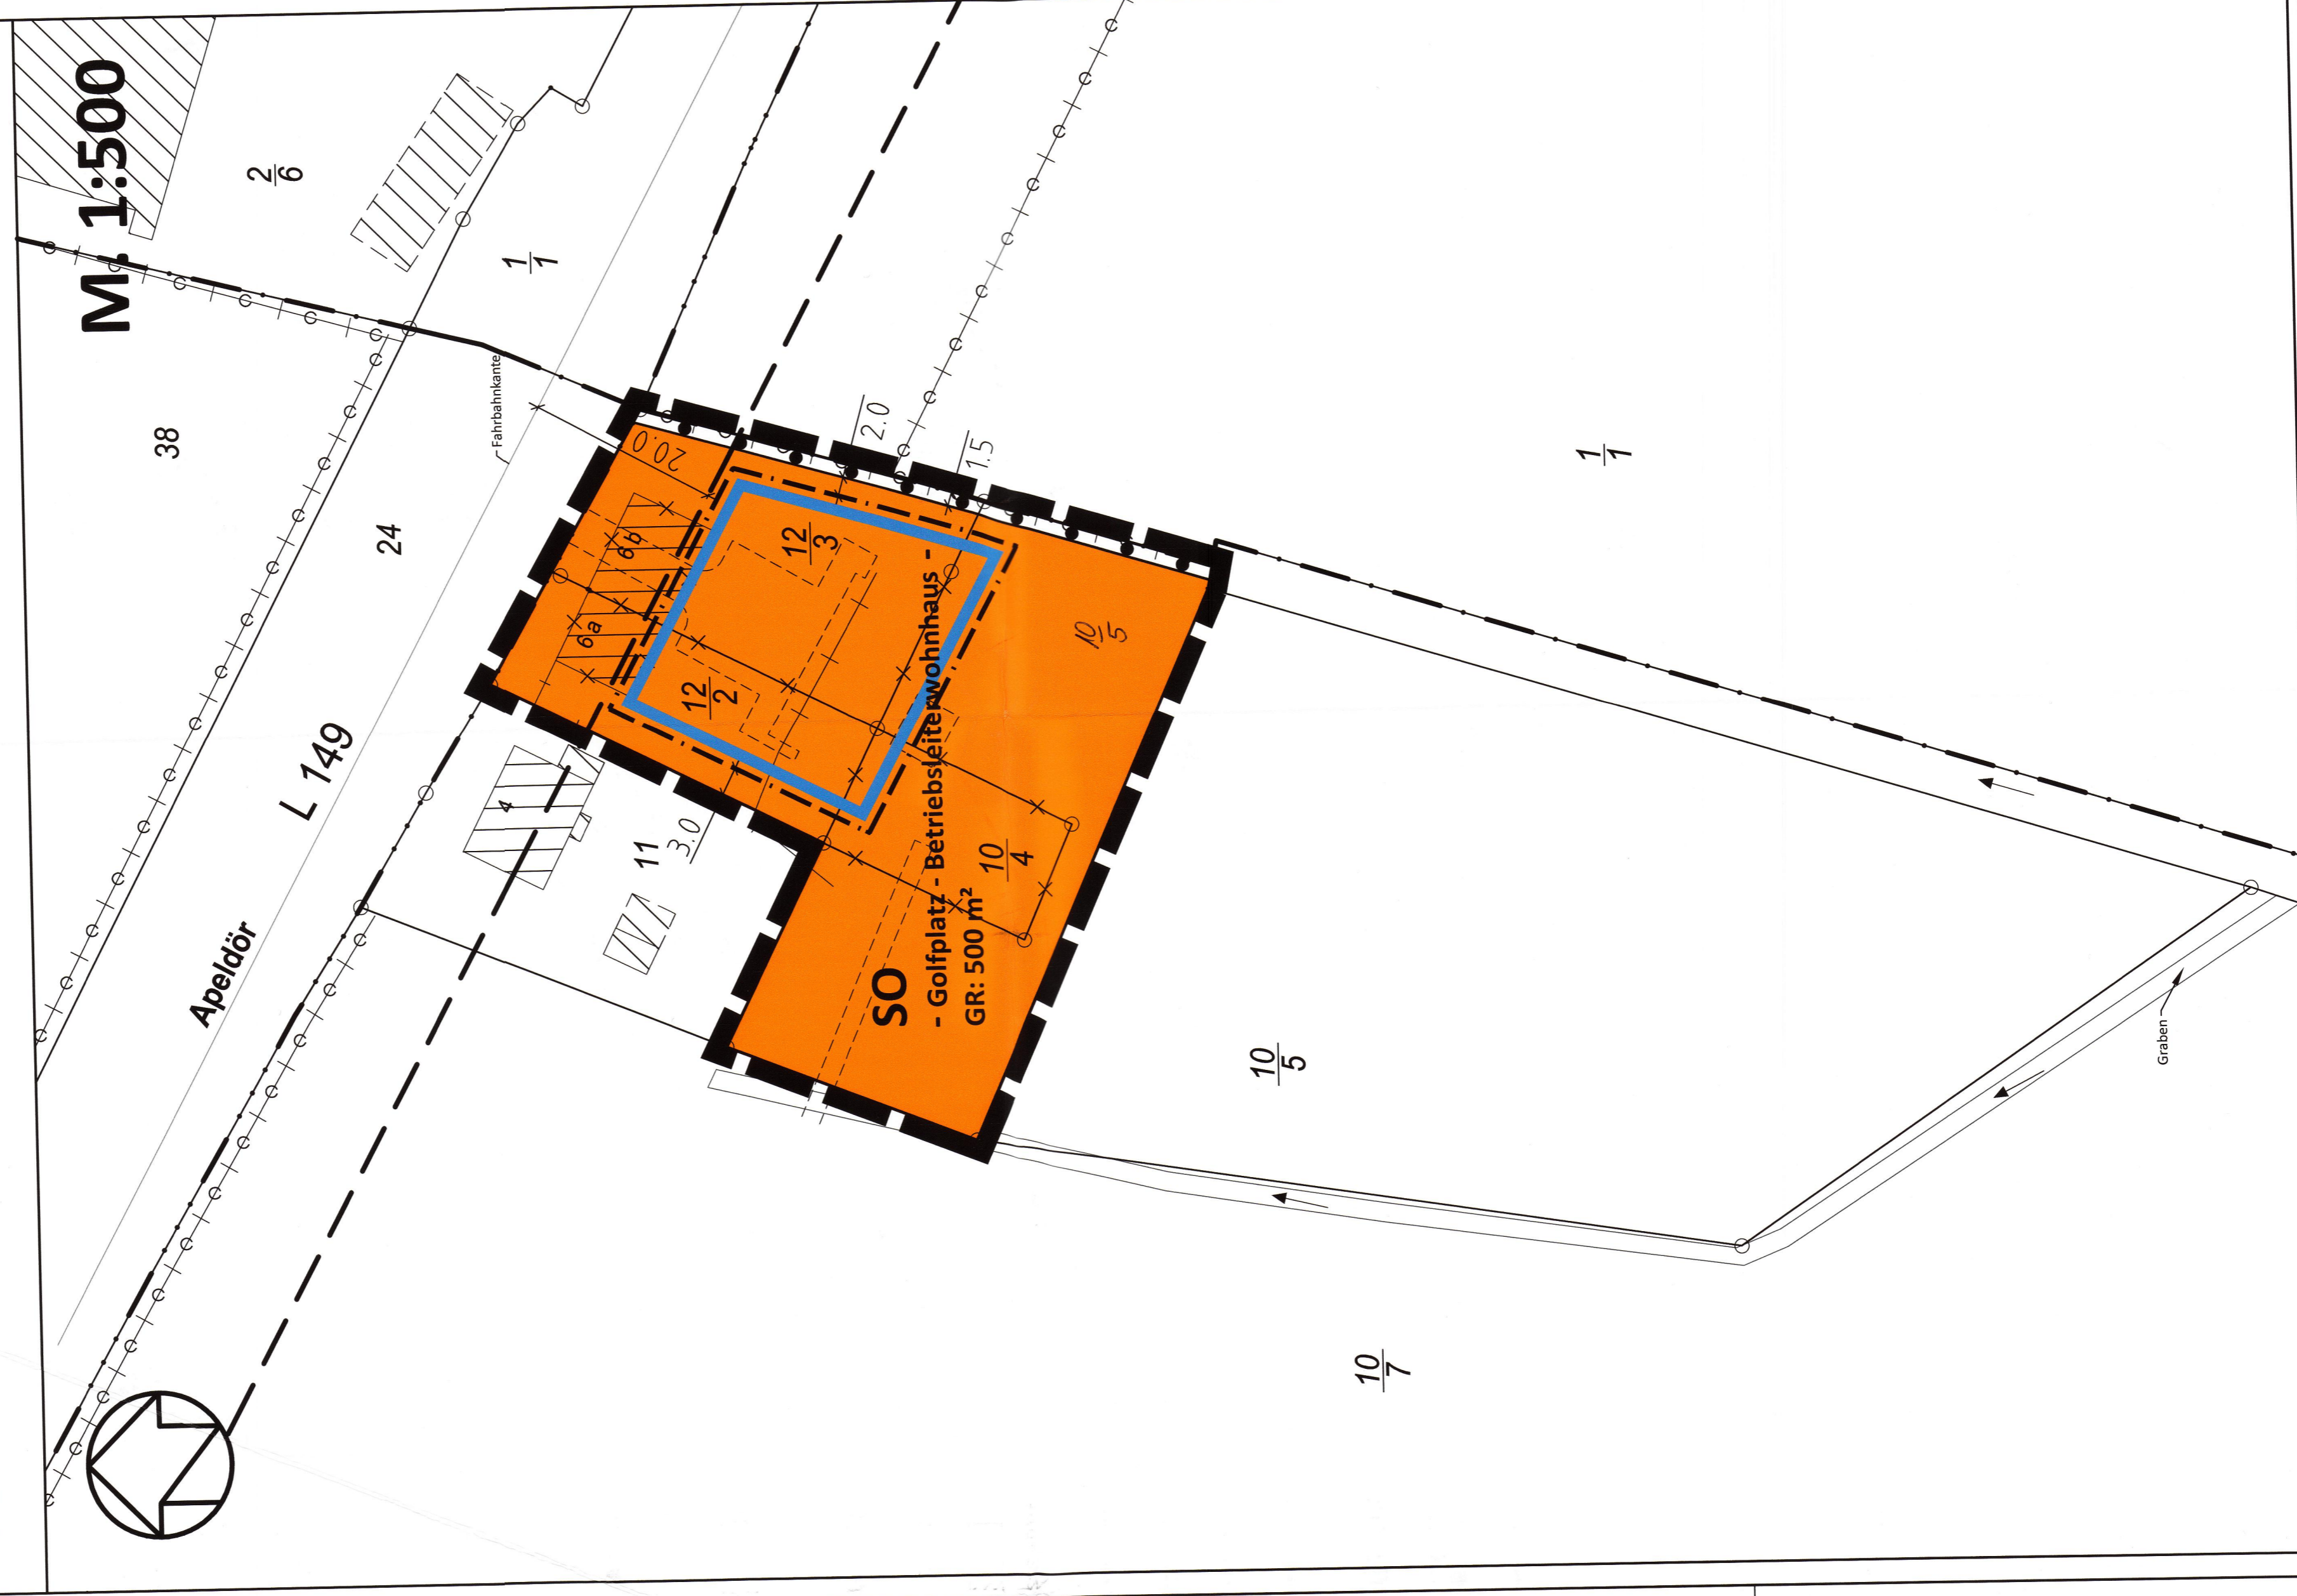 M. 1:500
2
6
1
1
38
Fahrbahnkante
24
L 149
Apeldör
20.0
2.0
1.5
6b
6a
12
3
12
2
4
11
3.0
10
5
10
4
SO
- Golfplatz - Betriebsleiterwohnhaus -
GR: 500 m²
1
1
10
5
10
7
Graben